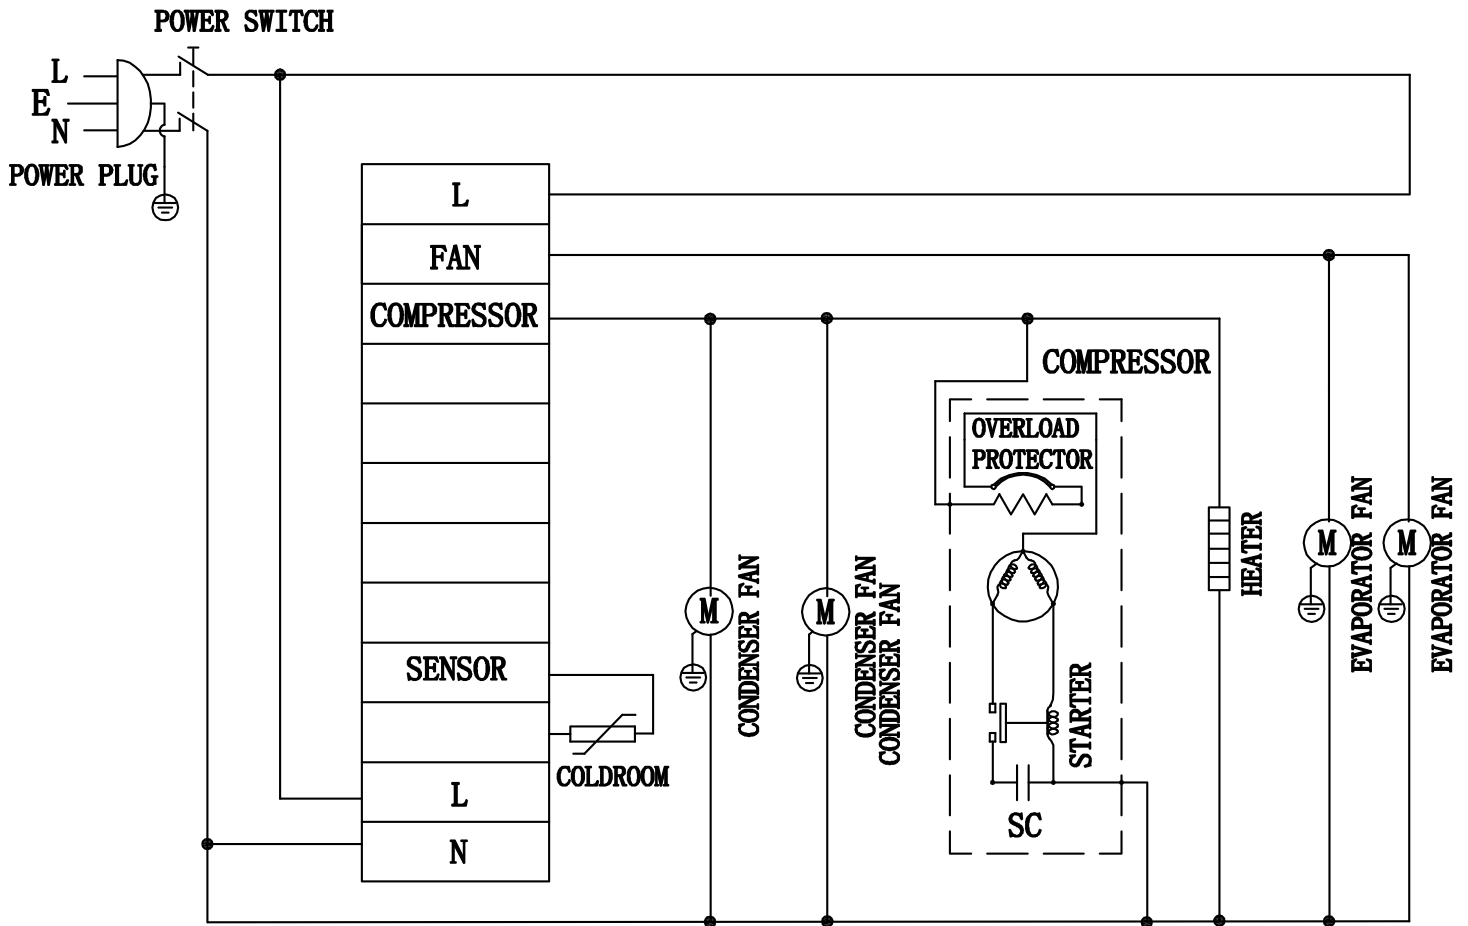 POWER SWITCH
L
E
N
POWER PLUG
L
FAN
COMPRESSOR
COMPRESSOR
OVERLOAD
PROTECTOR
M
M
HEATER
EVAPORATOR FAN
EVAPORATOR FAN
M
M
CONDENSER FAN
CONDENSER FAN
CONDENSER FAN
SENSOR
STARTER
COLDROOM
L
SC
N